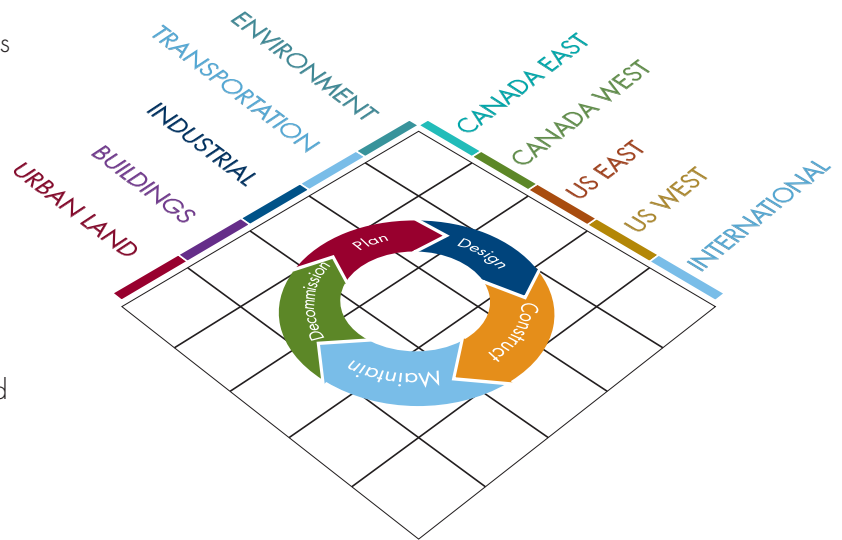 s
d
ENVIRONMENT
TRANSPORTATION
INDUSTRIAL
BUILDINGS
URBAN LAND
CANADA EAST
CANADA WEST
US EAST
US WEST
INTERNATIONAL
Plan
Design
Construct
Maintain
Decommission